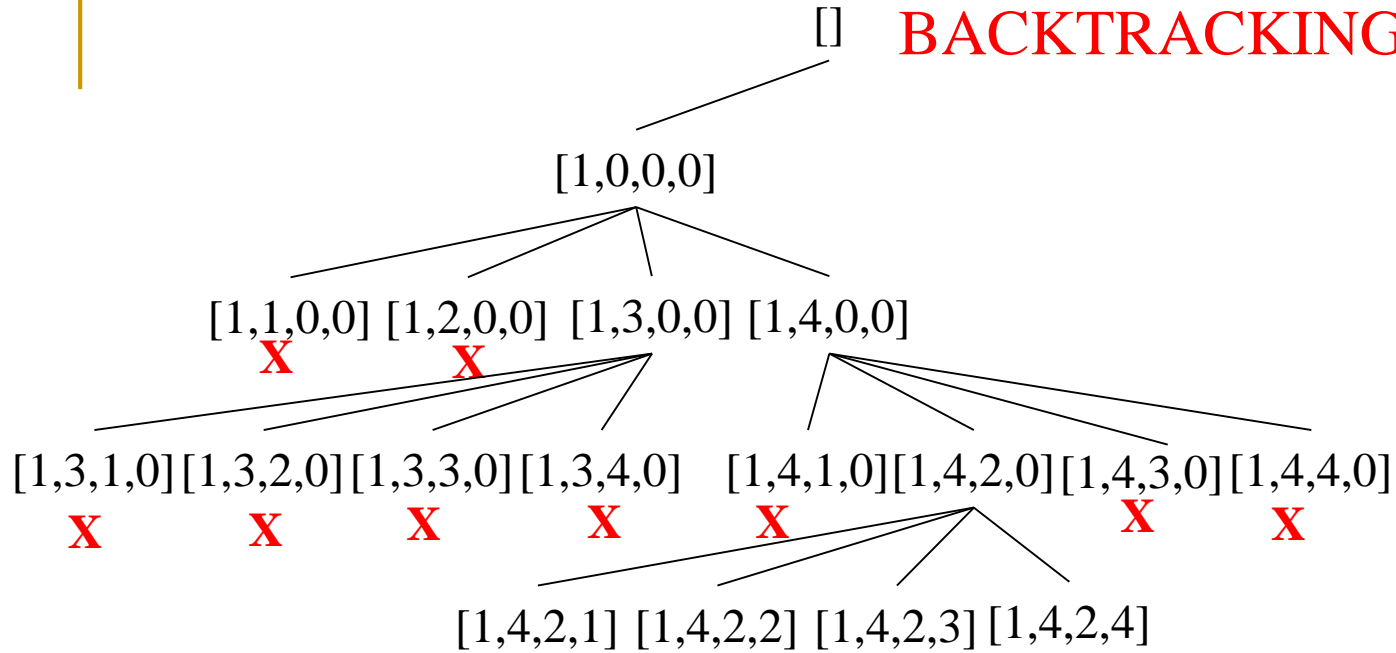 [] BACKTRACKING
[1,0,0,0]
[1,1,0,0] [1,2,0,0] [1,3,0,0] [1,4,0,0]
X X
[1,3,1,0] [1,3,2,0] [1,3,3,0] [1,3,4,0] [1,4,1,0] [1,4,2,0] [1,4,3,0] [1,4,4,0]
X X X X X X X
[1,4,2,1] [1,4,2,2] [1,4,2,3] [1,4,2,4]